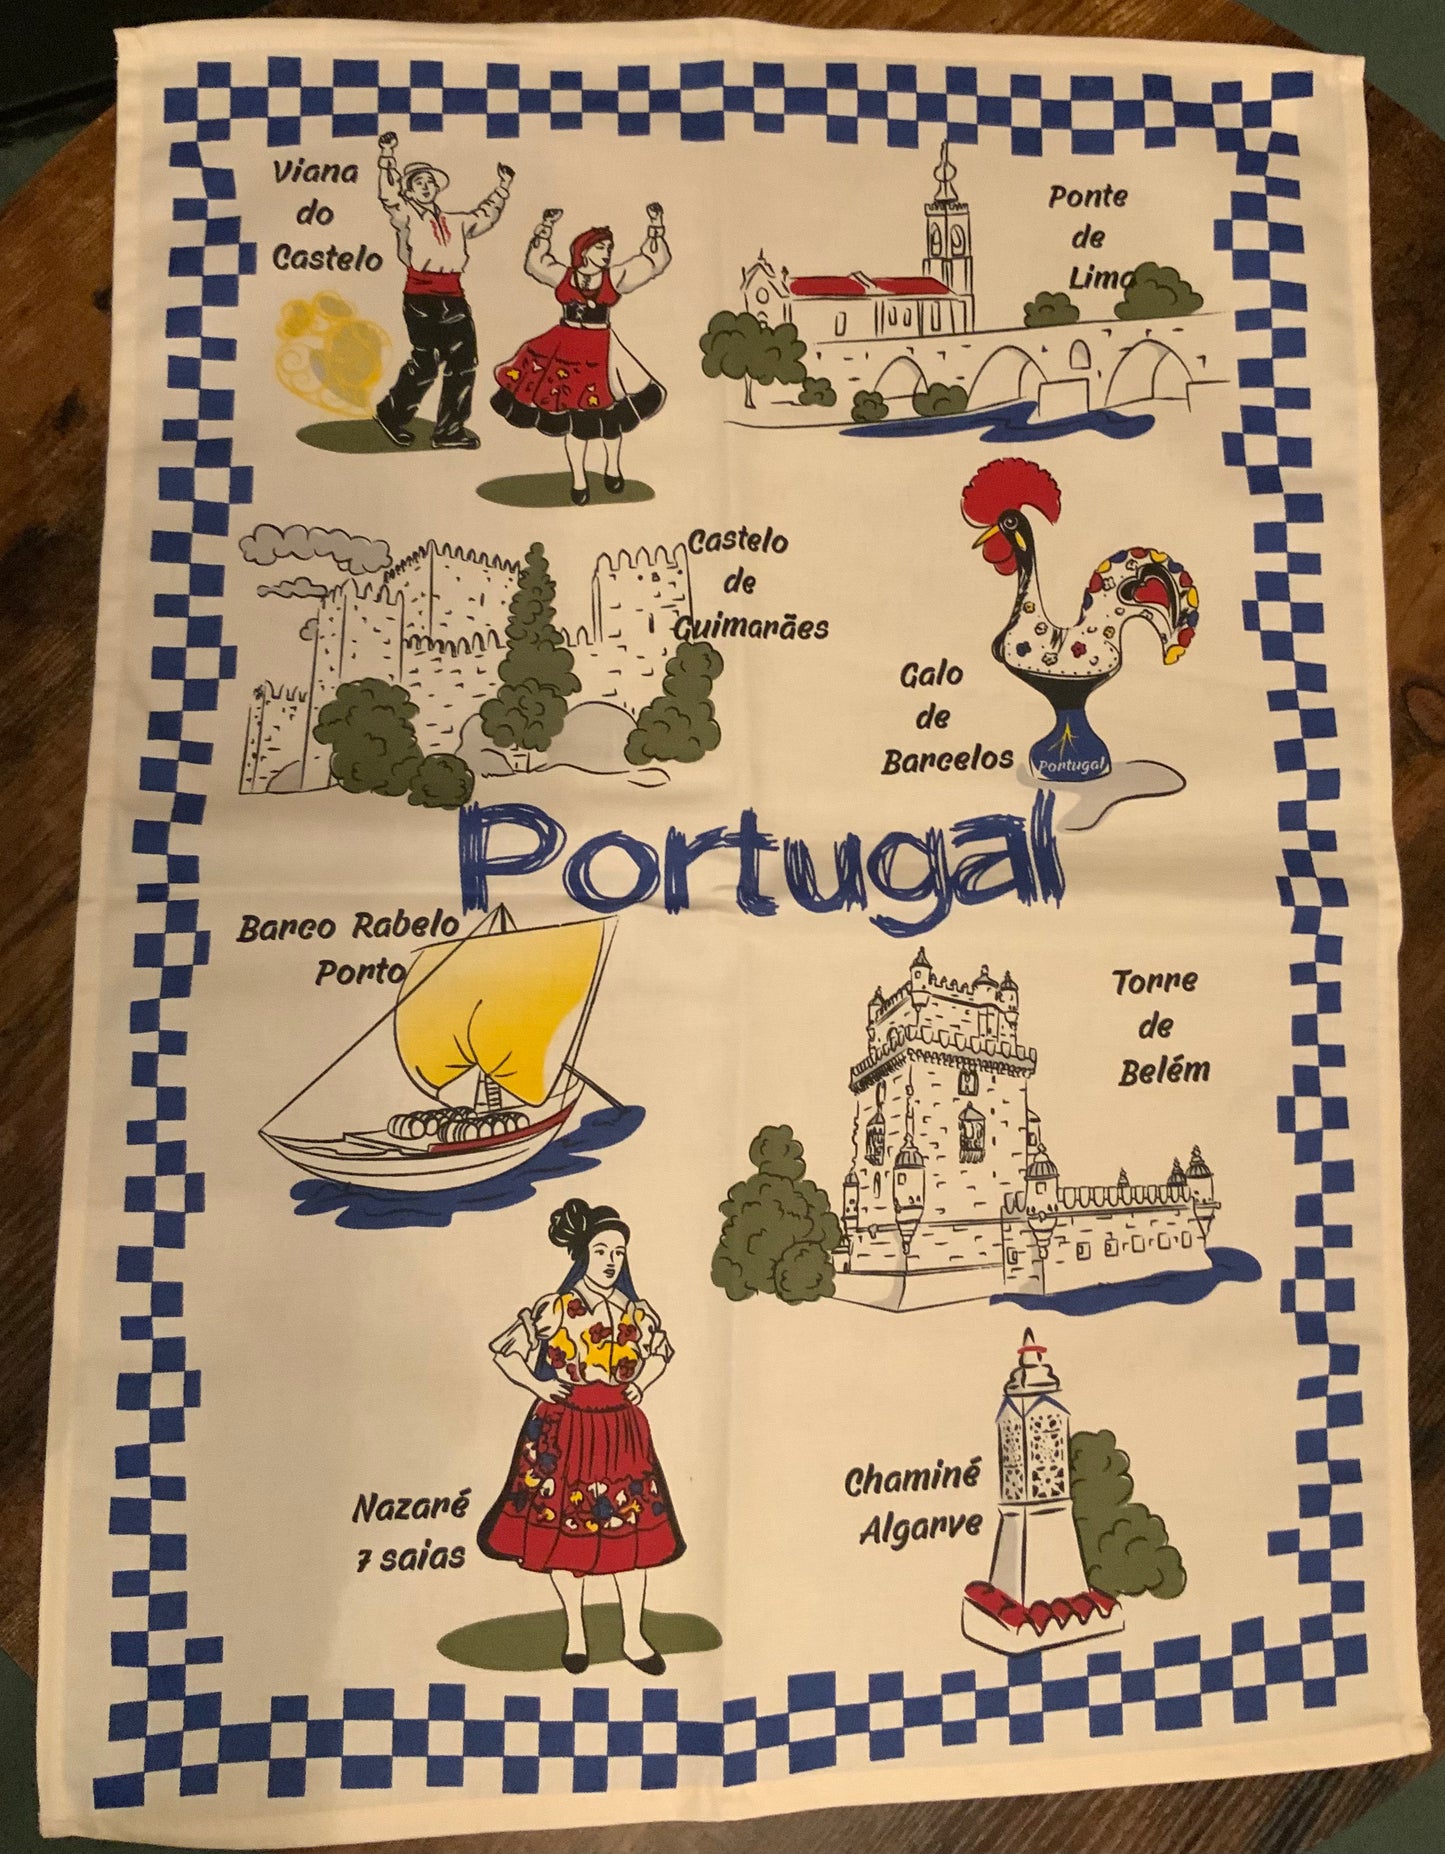 Viana
do
Castelo
Ponte
de
Lima
Castelo
de
Guimarães
Galo
de
Barcelos
Portugal
Portugal
Barco Rabelo
Porto
Torre
de
Belém
Nazaré
7 saias
Chaminé
Algarve